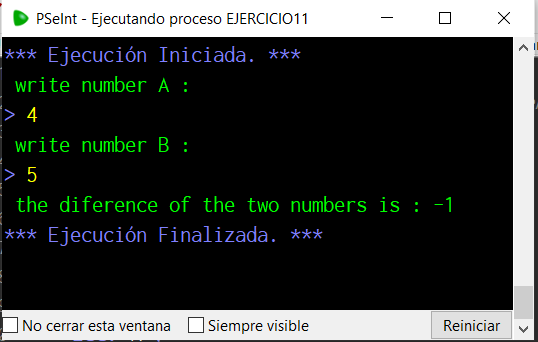 PSeInt - Ejecutando proceso EJERCICIO11
*** Ejecución Iniciada. ***
write number A :
> 4
write number B :
> 5
the diference of the two numbers is : -1
*** Ejecución Finalizada. ***
No cerrar esta ventana Siempre visible Reiniciar